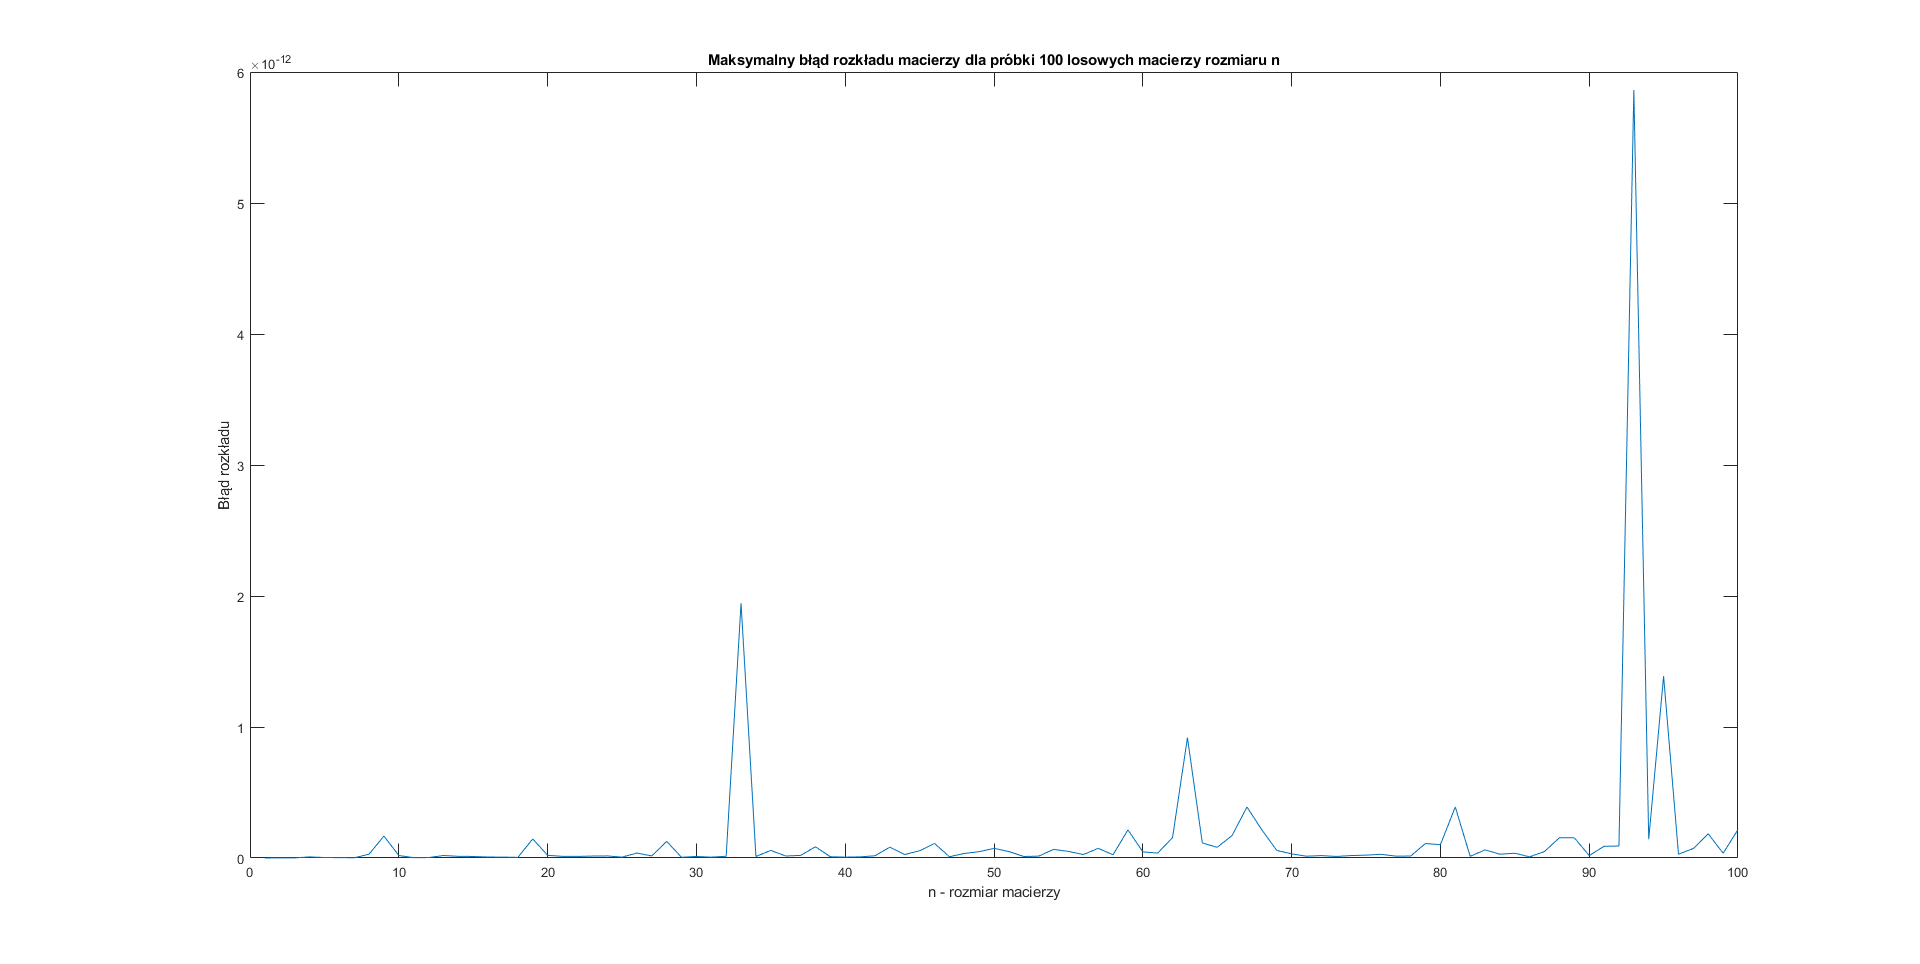 Maksymalny błąd rozkładu macierzy dla próbki 100 losowych macierzy rozmiaru n
×10-12
6
5
4
3
2
1
0
Błąd rozkładu
0 10 20 30 40 50 60 70 80 90 100
n - rozmiar macierzy